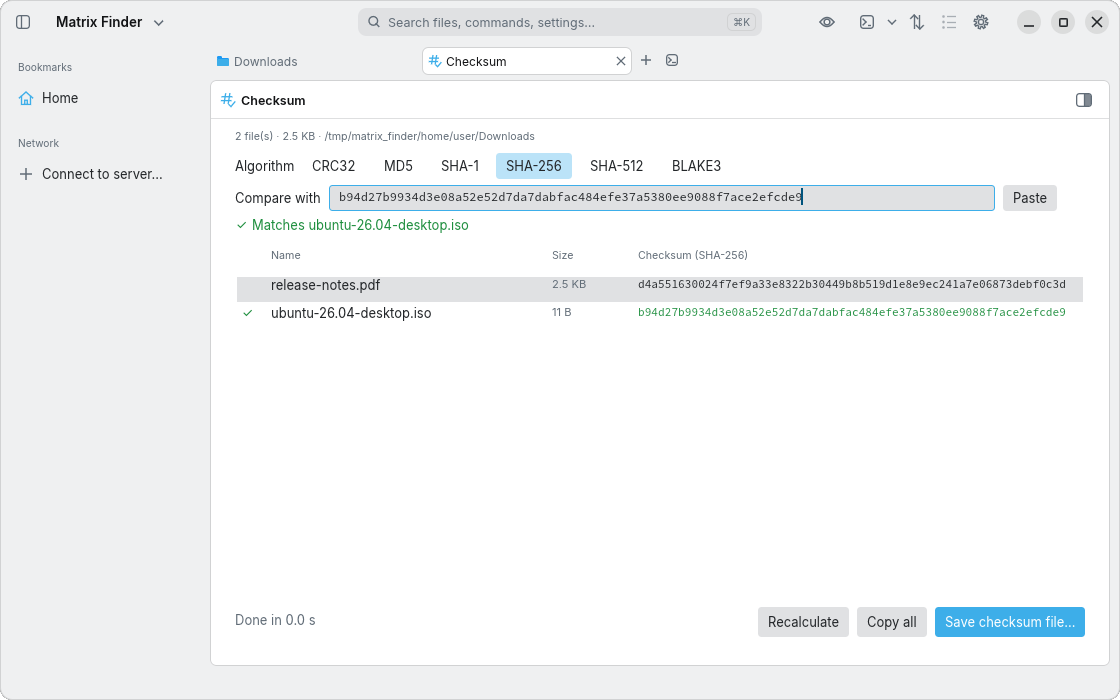 Matrix Finder
Search files, commands, settings...
⌘K
Bookmarks
Home
Network
Connect to server...
Downloads
Checksum
Checksum
2 file(s) · 2.5 KB · /tmp/matrix_finder/home/user/Downloads
Algorithm CRC32 MD5 SHA-1 SHA-256 SHA-512 BLAKE3
Compare with b94d27b9934d3e08a52e52d7da7dabfac484efe37a5380ee9088f7ace2efcde9 Paste
Matches ubuntu-26.04-desktop.iso
Name Size Checksum (SHA-256)
release-notes.pdf 2.5 KB d4a551630024f7ef9a33e8322b30449b8b519d1e8e9ec241a7e06873debf0c3d
ubuntu-26.04-desktop.iso 11 B b94d27b9934d3e08a52e52d7da7dabfac484efe37a5380ee9088f7ace2efcde9
Done in 0.0 s Recalculate Copy all Save checksum file...